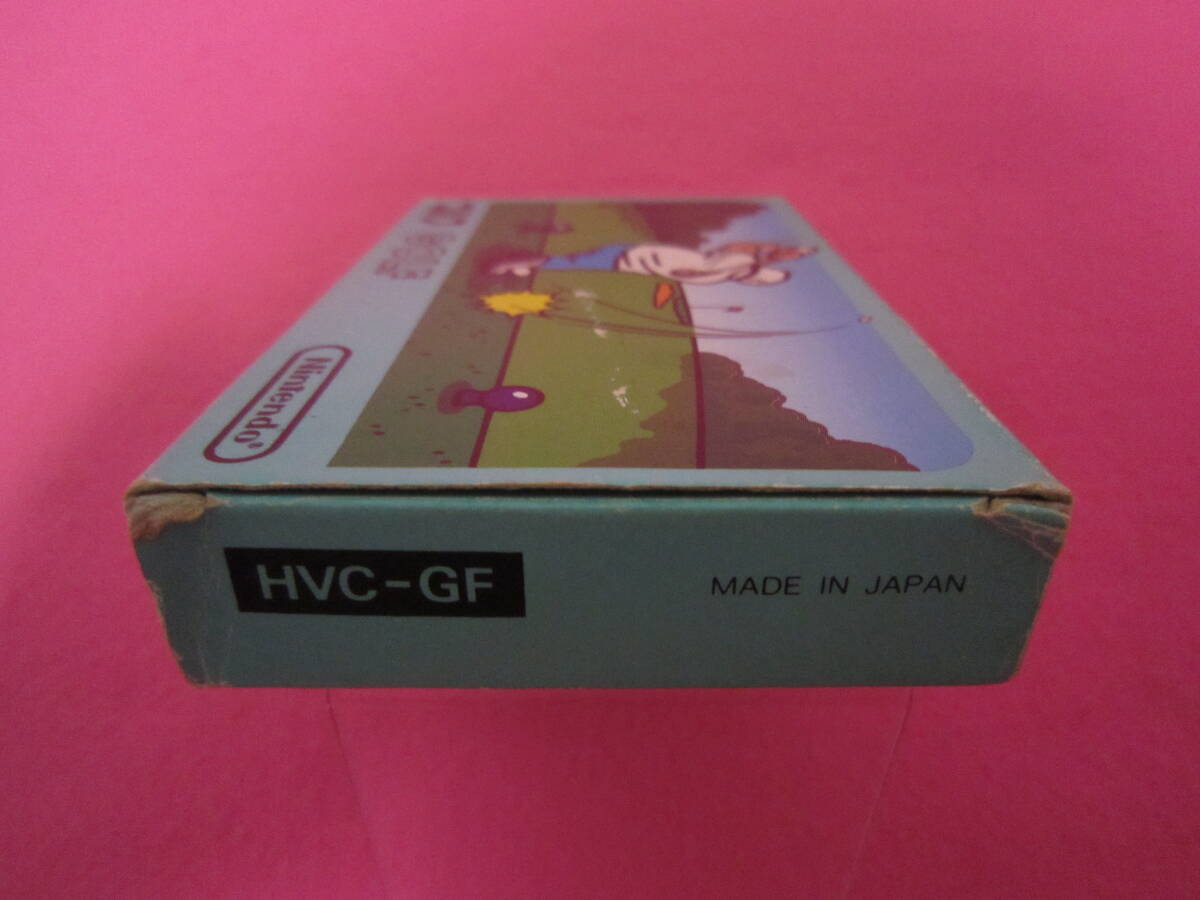 Nintendo®
HVC-GF
MADE IN JAPAN